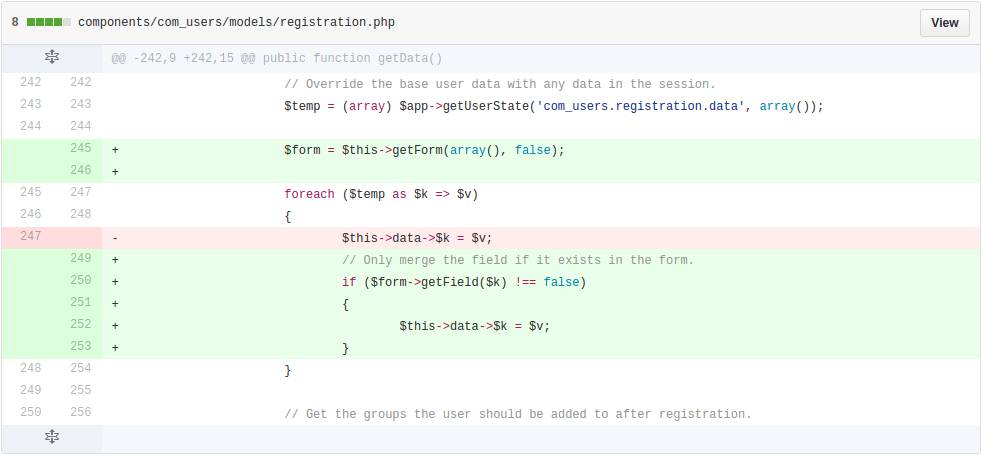 8 components/com_users/models/registration.php View
@@ -242,9 +242,15 @@ public function getData()
242 242 // Override the base user data with any data in the session.
243 243 $temp = (array) $app->getUserState('com_users.registration.data', array());
244 244
245 + $form = $this->getForm(array(), false);
246 +
245 247 foreach ($temp as $k => $v)
246 248 {
247 - $this->data->$k = $v;
249 + // Only merge the field if it exists in the form.
250 + if ($form->getField($k) !== false)
251 + {
252 + $this->data->$k = $v;
253 + }
248 254 }
249 255
250 256 // Get the groups the user should be added to after registration.